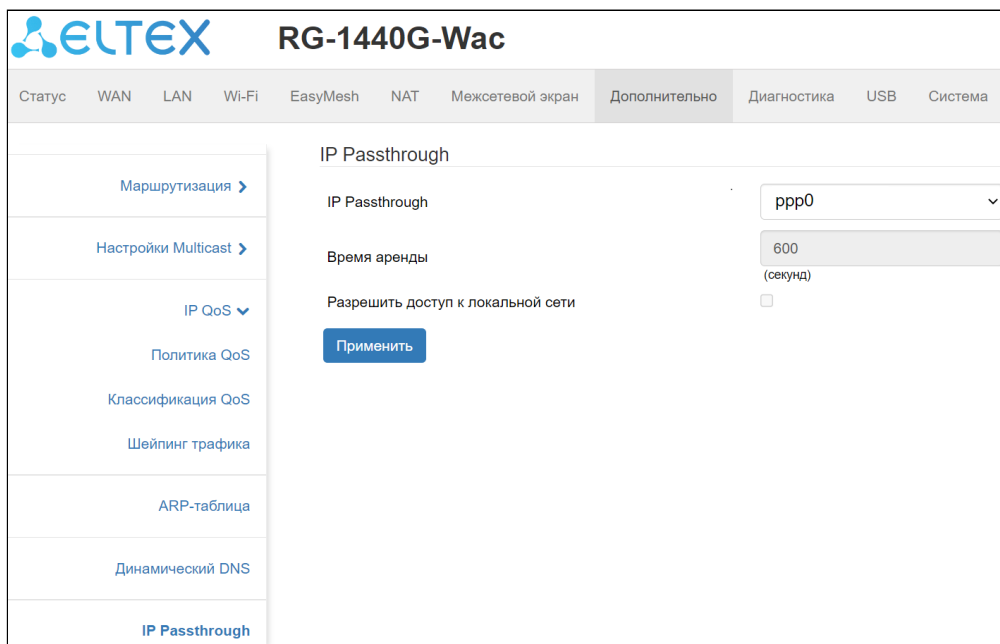 ELTEX RG-1440G-Wac
Статус WAN LAN Wi-Fi EasyMesh NAT Межсетевой экран Дополнительно Диагностика USB Система
Маршрутизация
Настройки Multicast
IP QoS
Политика QoS
Классификация QoS
Шейпинг трафика
ARP-таблица
Динамический DNS
IP Passthrough
IP Passthrough
IP Passthrough ppp0
Время аренды 600
(секунд)
Разрешить доступ к локальной сети
Применить